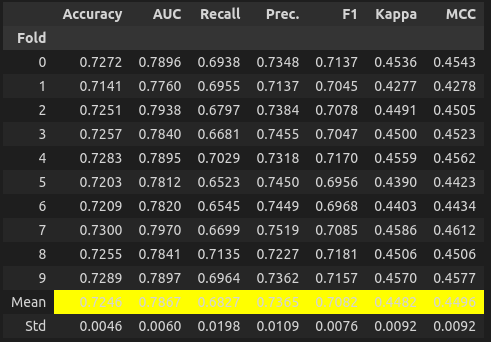 Accuracy AUC Recall Prec. F1 Kappa MCC
Fold
0 0.7272 0.7896 0.6938 0.7348 0.7137 0.4536 0.4543
1 0.7141 0.7760 0.6955 0.7137 0.7045 0.4277 0.4278
2 0.7251 0.7938 0.6797 0.7384 0.7078 0.4491 0.4505
3 0.7257 0.7840 0.6681 0.7455 0.7047 0.4500 0.4523
4 0.7283 0.7895 0.7029 0.7318 0.7170 0.4559 0.4562
5 0.7203 0.7812 0.6523 0.7450 0.6956 0.4390 0.4423
6 0.7209 0.7820 0.6545 0.7449 0.6968 0.4403 0.4434
7 0.7300 0.7970 0.6699 0.7519 0.7085 0.4586 0.4612
8 0.7255 0.7841 0.7135 0.7227 0.7181 0.4506 0.4506
9 0.7289 0.7897 0.6964 0.7362 0.7157 0.4570 0.4577
Mean 0.7246 0.7867 0.6827 0.7365 0.7082 0.4482 0.4496
Std 0.0046 0.0060 0.0198 0.0109 0.0076 0.0092 0.0092